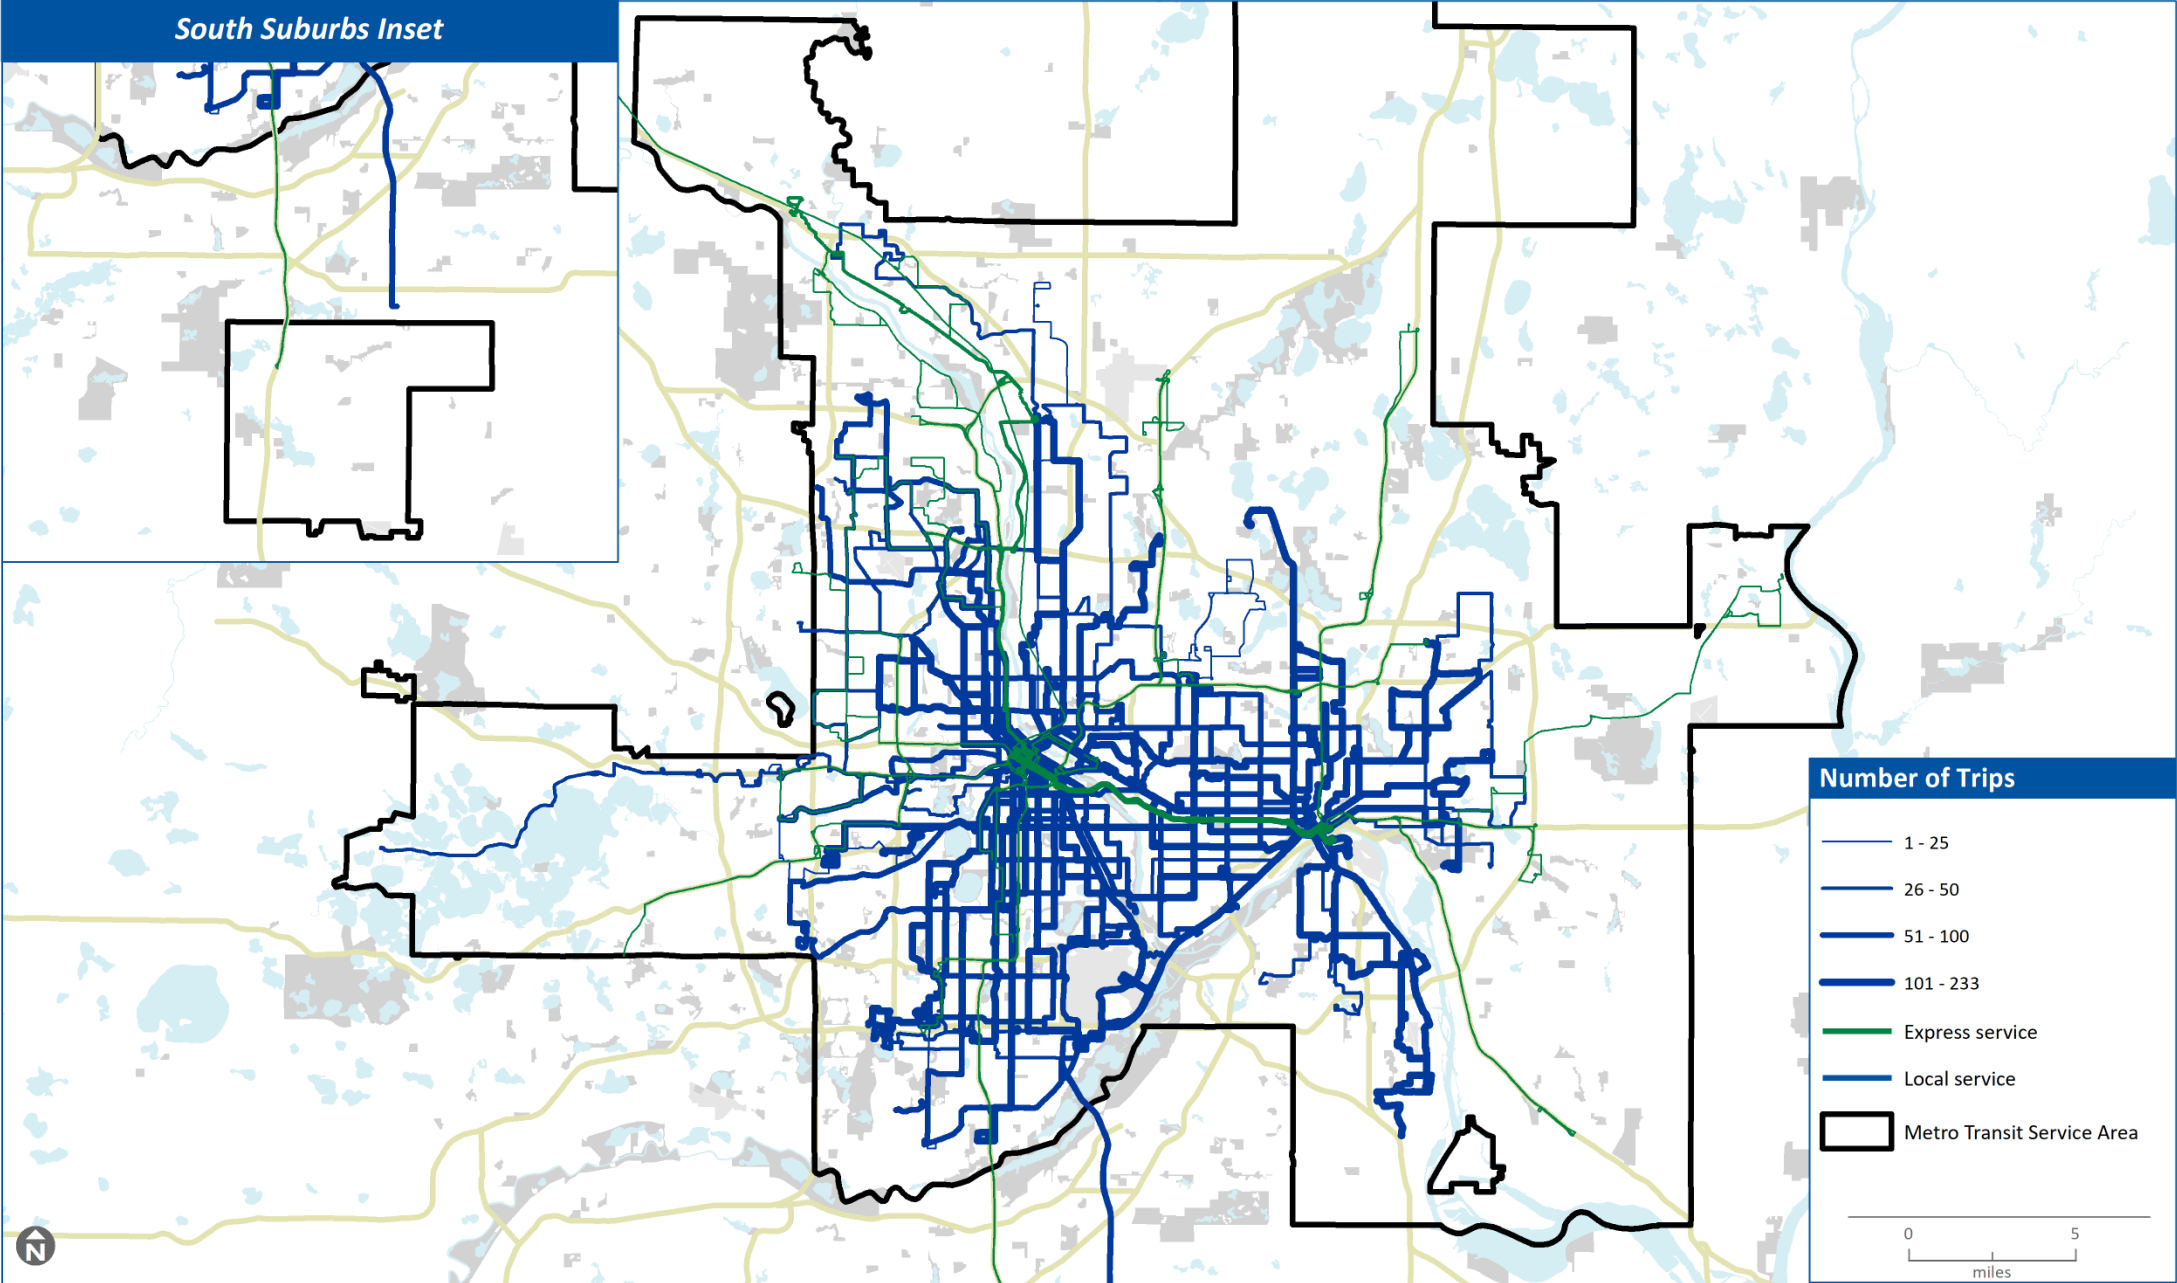 South Suburbs Inset
Number of Trips
1 - 25
26 - 50
51 - 100
101 - 233
Express service
Local service
Metro Transit Service Area
0 5
miles
N